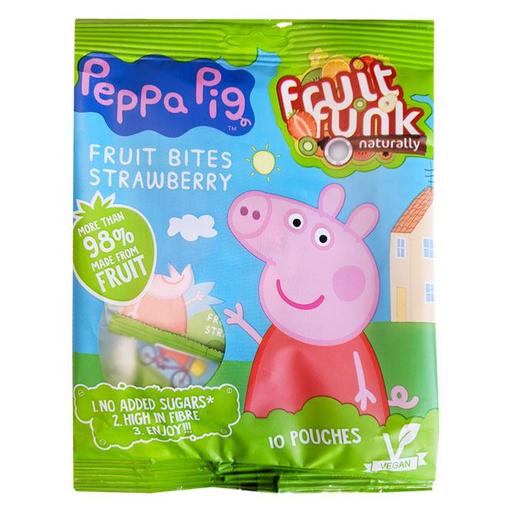 Peppa Pig
TM
fruit
funk
naturally
FRUIT BITES
STRAWBERRY
MORE THAN
98%
MADE FROM
FRUIT
1. NO ADDED SUGARS*
2. HIGH IN FIBRE
3. ENJOY!!!
10 POUCHES
VEGAN